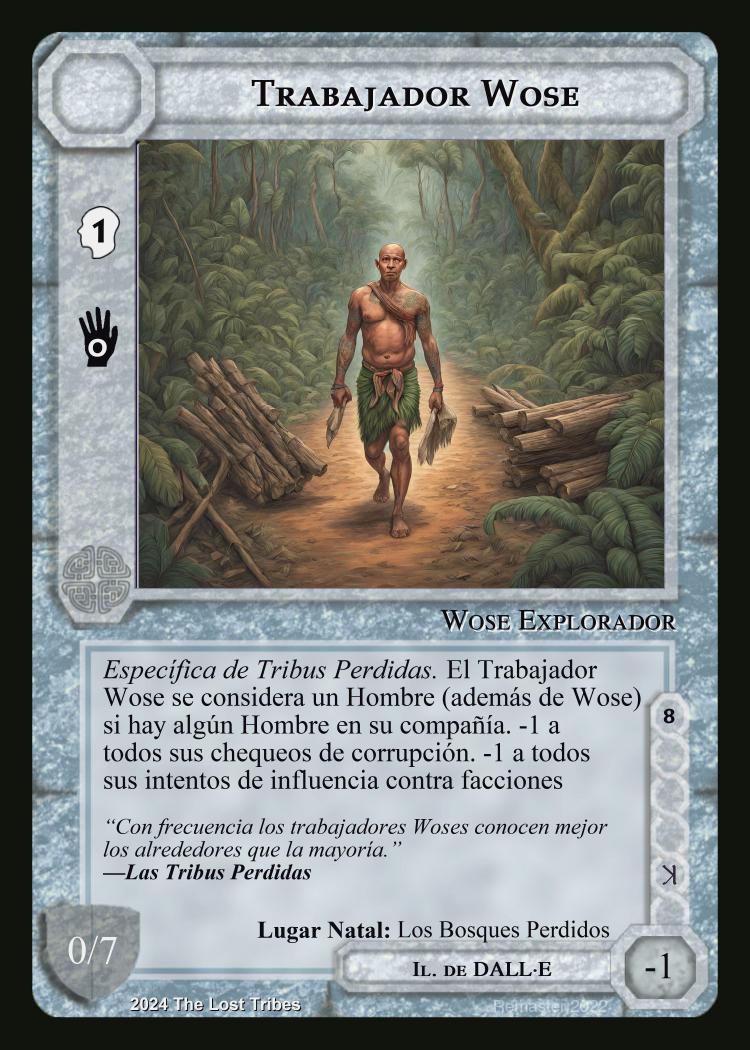 Trabajador Wose
1
O
Wose Explorador
Específica de Tribus Perdidas. El Trabajador
Wose se considera un Hombre (además de Wose)
si hay algún Hombre en su compañía. -1 a
todos sus chequeos de corrupción. -1 a todos
sus intentos de influencia contra facciones
8
“Con frecuencia los trabajadores Woses conocen mejor
los alrededores que la mayoría.”
—Las Tribus Perdidas
Lugar Natal: Los Bosques Perdidos
0/7
Il. de DALL·E
-1
2024 The Lost Tribes
Remaster 2022